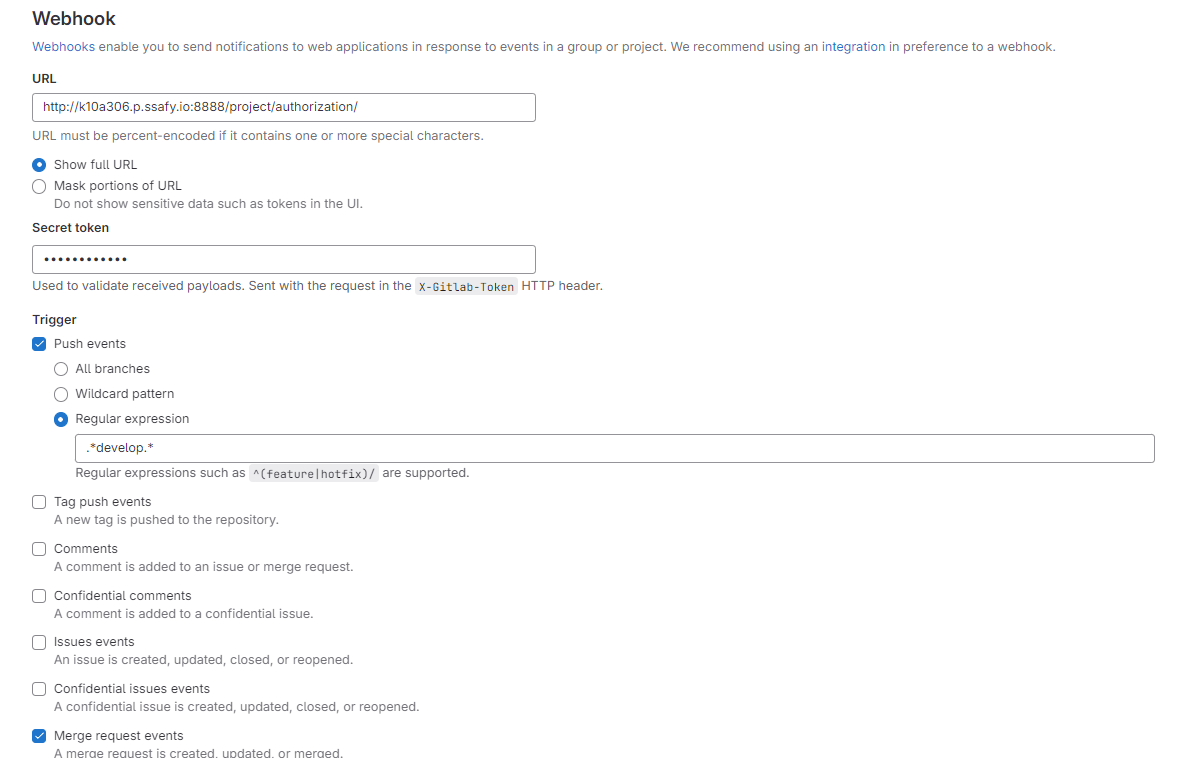 Webhook
Webhooks enable you to send notifications to web applications in response to events in a group or project. We recommend using an integration in preference to a webhook.
URL
http://k10a306.p.ssafy.io:8888/project/authorization/
URL must be percent-encoded if it contains one or more special characters.
Show full URL
Mask portions of URL
Do not show sensitive data such as tokens in the UI.
Secret token
••••••••••••
Used to validate received payloads. Sent with the request in the X-Gitlab-Token HTTP header.
Trigger
Push events
All branches
Wildcard pattern
Regular expression
.*develop.*
Regular expressions such as ^(feature|hotfix)/ are supported.
Tag push events
A new tag is pushed to the repository.
Comments
A comment is added to an issue or merge request.
Confidential comments
A comment is added to a confidential issue.
Issues events
An issue is created, updated, closed, or reopened.
Confidential issues events
A confidential issue is created, updated, closed, or reopened.
Merge request events
A merge request is created, updated, or merged.